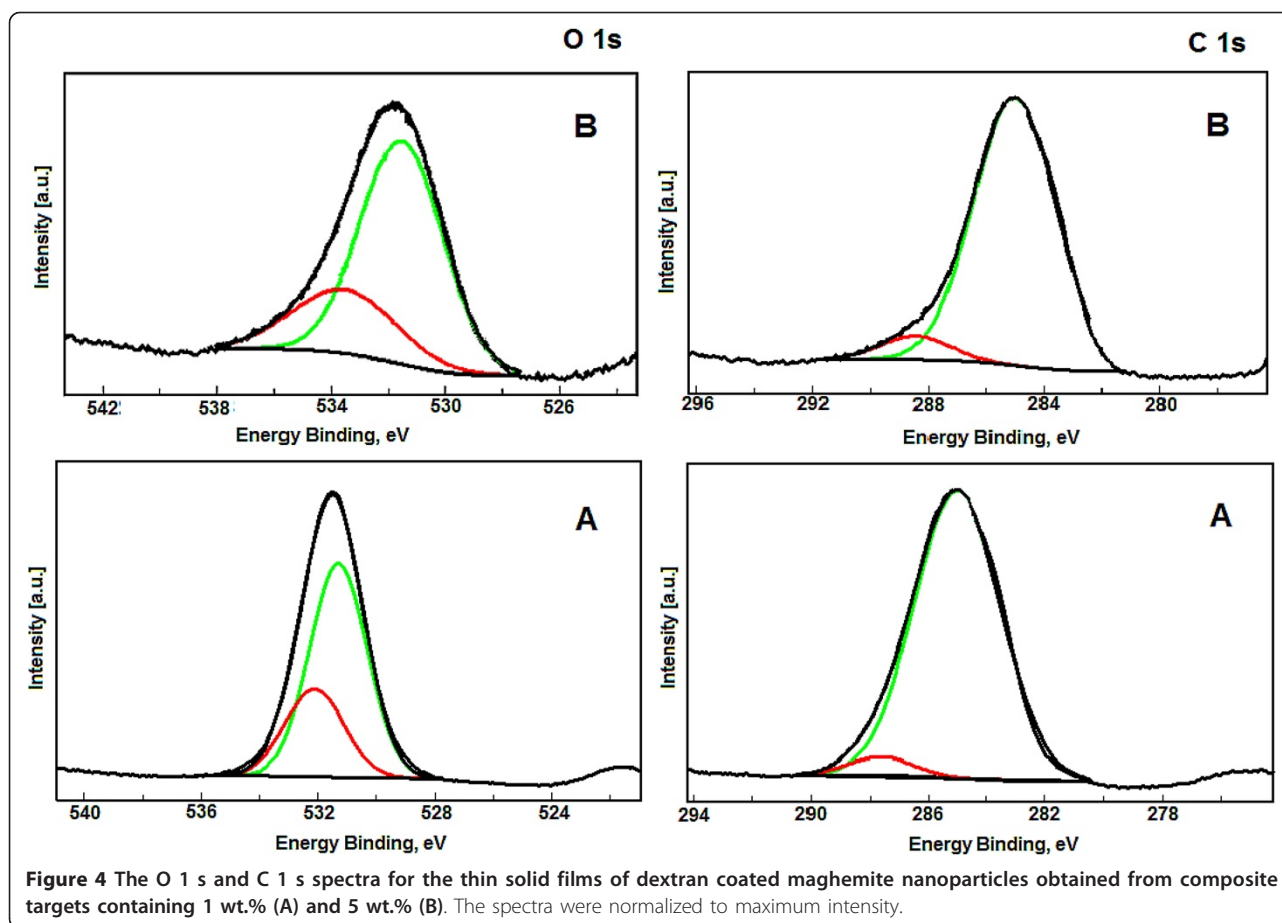 O 1s
C 1s
B
B
Intensity [a.u.]
Intensity [a.u.]
542: 538 534 530 526
296 292 288 284 280
Energy Binding, eV
Energy Binding, eV
A
A
Intensity [a.u.]
Intensity [a.u.]
540 536 532 528 524
294 290 286 282 278
Energy Binding, eV
Energy Binding, eV
Figure 4 The O 1 s and C 1 s spectra for the thin solid films of dextran coated maghemite nanoparticles obtained from composite
targets containing 1 wt.% (A) and 5 wt.% (B). The spectra were normalized to maximum intensity.